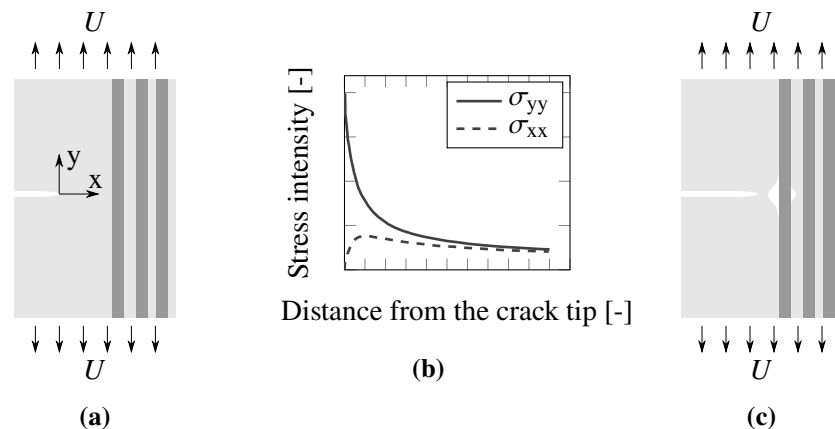 U
y
x
U
(a)
Stress intensity [-]
σyy
σxx
Distance from the crack tip [-]
(b)
U
U
(c)